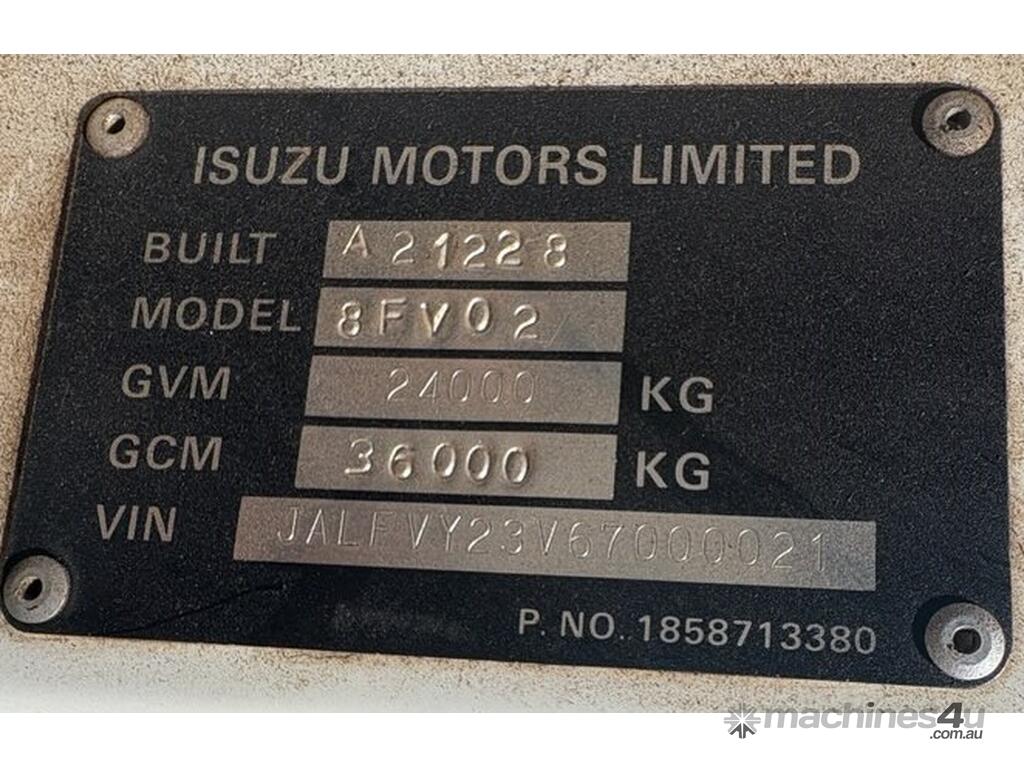 ISUZU MOTORS LIMITED
BUILT A21228
MODEL 8FV02
GVM 24000 KG
GCM 36000 KG
VIN JALFVY23V67000021
P. NO. 1858713380
machines4u
.com.au